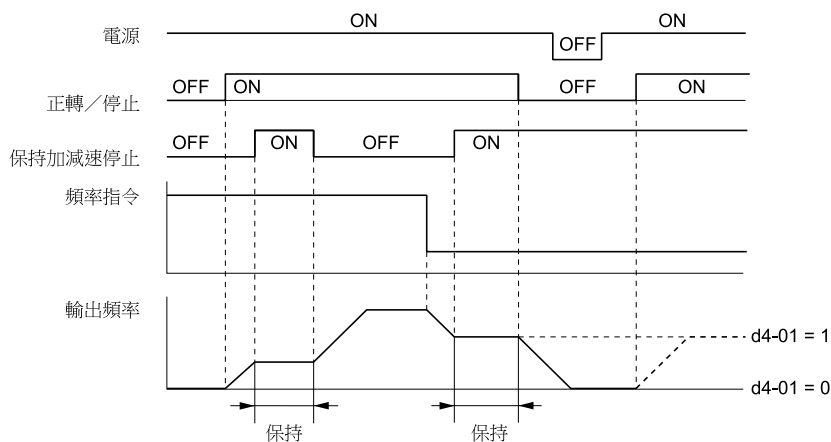 ON
ON
電源
OFF
OFF
ON
OFF
ON
正轉／停止
OFF
ON
OFF
ON
保持加減速停止
頻率指令
輸出頻率
d4-01 = 1
d4-01 = 0
保持
保持